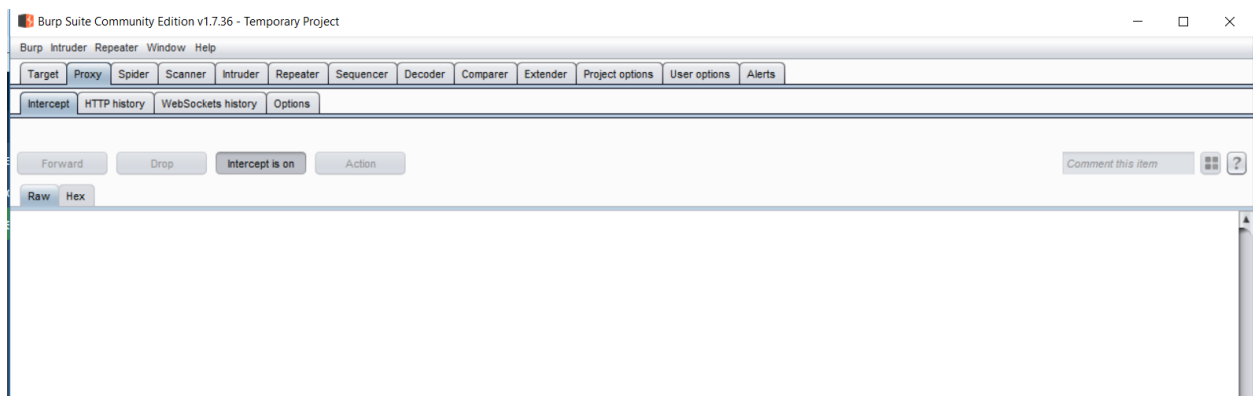 Burp Suite Community Edition v1.7.36 - Temporary Project
Burp Intruder Repeater Window Help
Target Proxy Spider Scanner Intruder Repeater Sequencer Decoder Comparer Extender Project options User options Alerts
Intercept HTTP history WebSockets history Options
Forward Drop Intercept is on Action Comment this item ?
Raw Hex